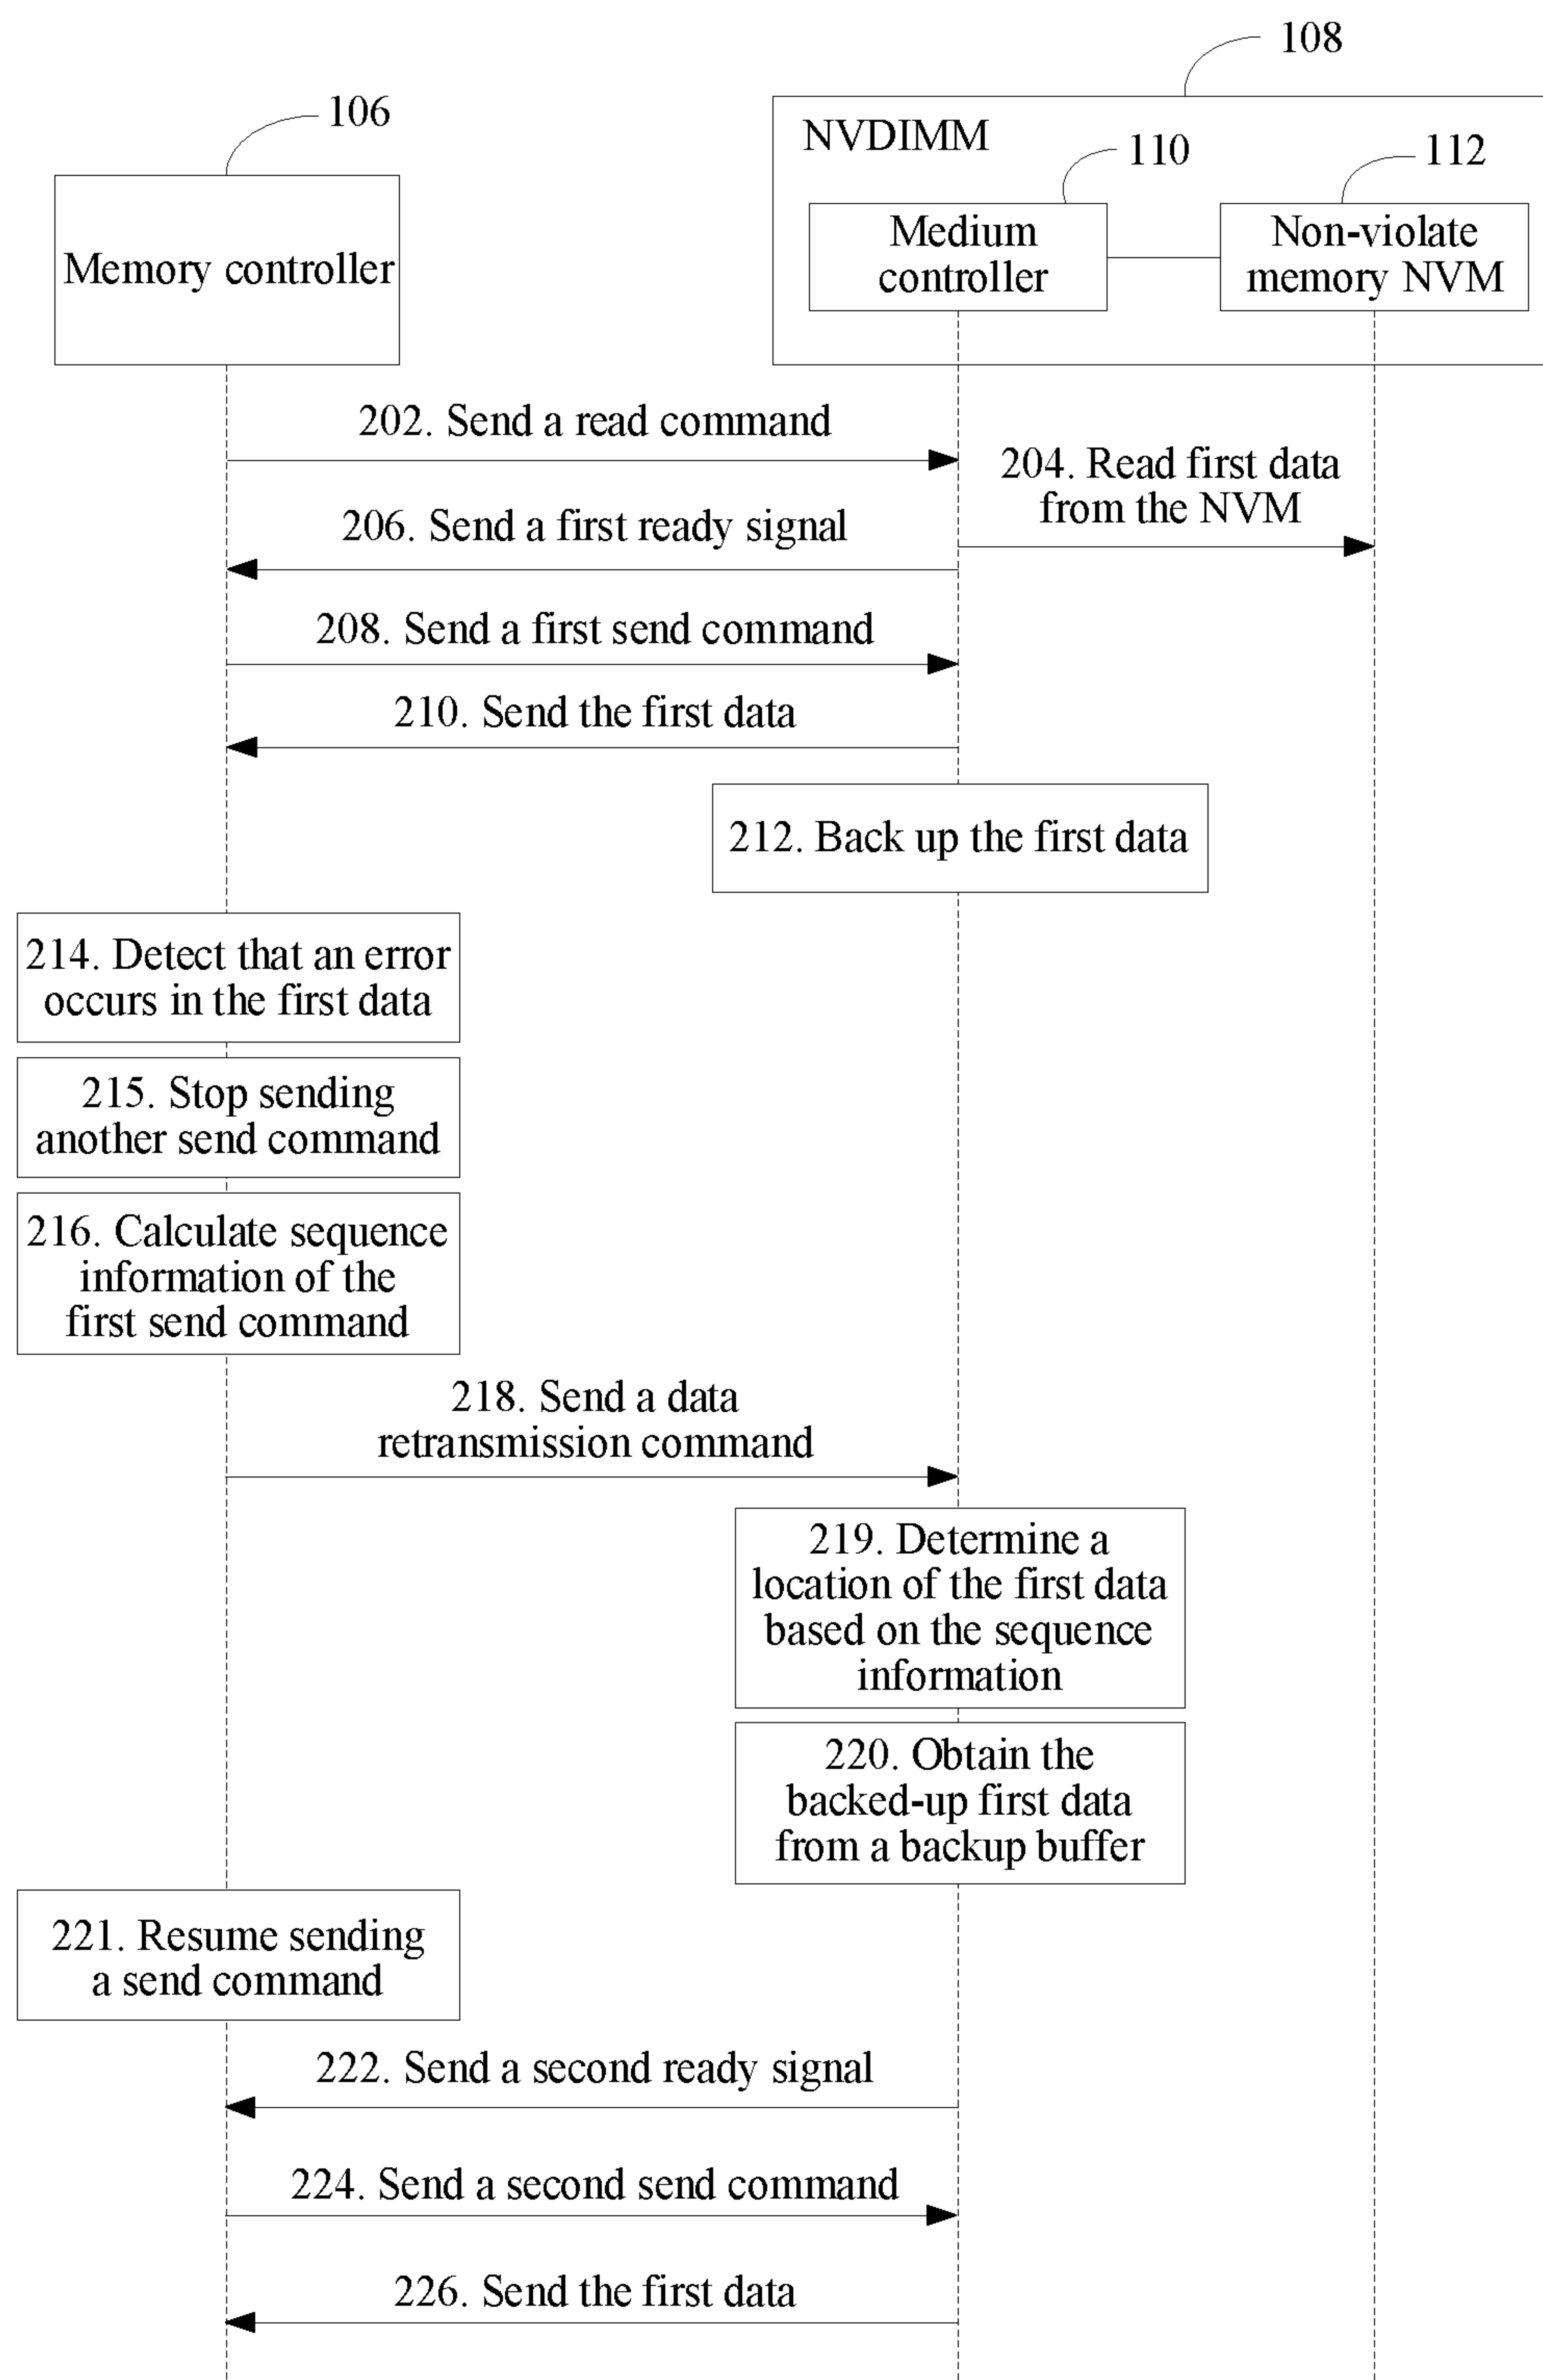 108
106
NVDIMM
110
112
Memory controller
Medium
controller
Non-violate
memory NVM
202. Send a read command
204. Read first data
from the NVM
206. Send a first ready signal
208. Send a first send command
210. Send the first data
212. Back up the first data
214. Detect that an error
occurs in the first data
215. Stop sending
another send command
216. Calculate sequence
information of the
first send command
218. Send a data
retransmission command
219. Determine a
location of the first data
based on the sequence
information
220. Obtain the
backed-up first data
from a backup buffer
221. Resume sending
a send command
222. Send a second ready signal
224. Send a second send command
226. Send the first data